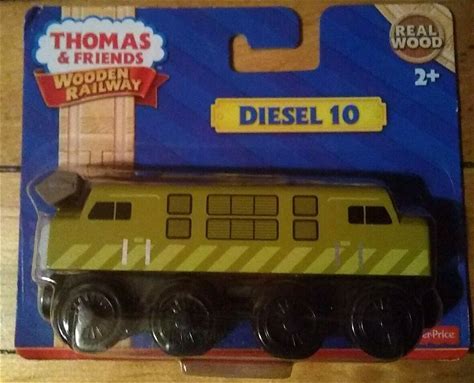 THOMAS
& FRIENDS
WOODEN
RAILWAY
REAL
WOOD
2+
DIESEL 10
Fisher-Price